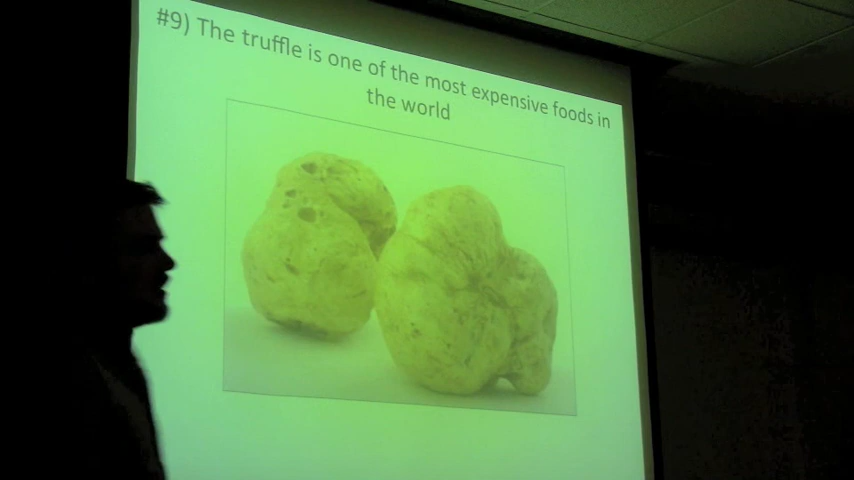 #9) The truffle is one of the most expensive foods in
the world